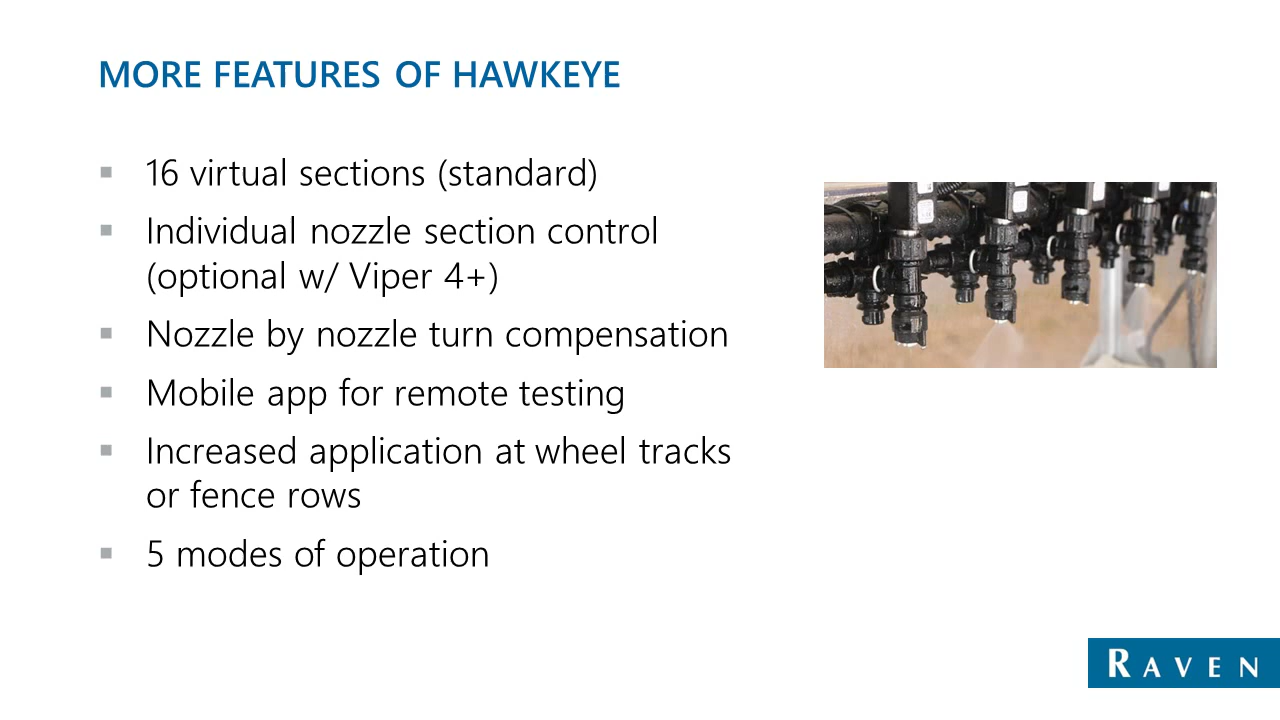 MORE FEATURES OF HAWKEYE
▪ 16 virtual sections (standard)
▪ Individual nozzle section control
(optional w/ Viper 4+)
▪ Nozzle by nozzle turn compensation
▪ Mobile app for remote testing
▪ Increased application at wheel tracks
or fence rows
▪ 5 modes of operation
RAVEN